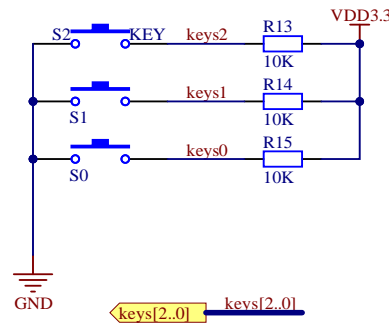 VDD3.3
S2 KEY keys2 R13
10K
S1 keys1 R14
10K
S0 keys0 R15
10K
GND
keys[2..0] keys[2..0]